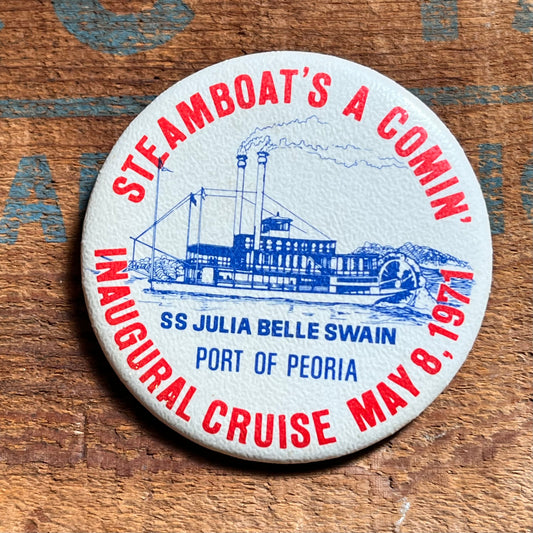 STEAMBOAT'S A COMIN'
SS JULIA BELLE SWAIN
PORT OF PEORIA
INAUGURAL CRUISE MAY 8, 1971